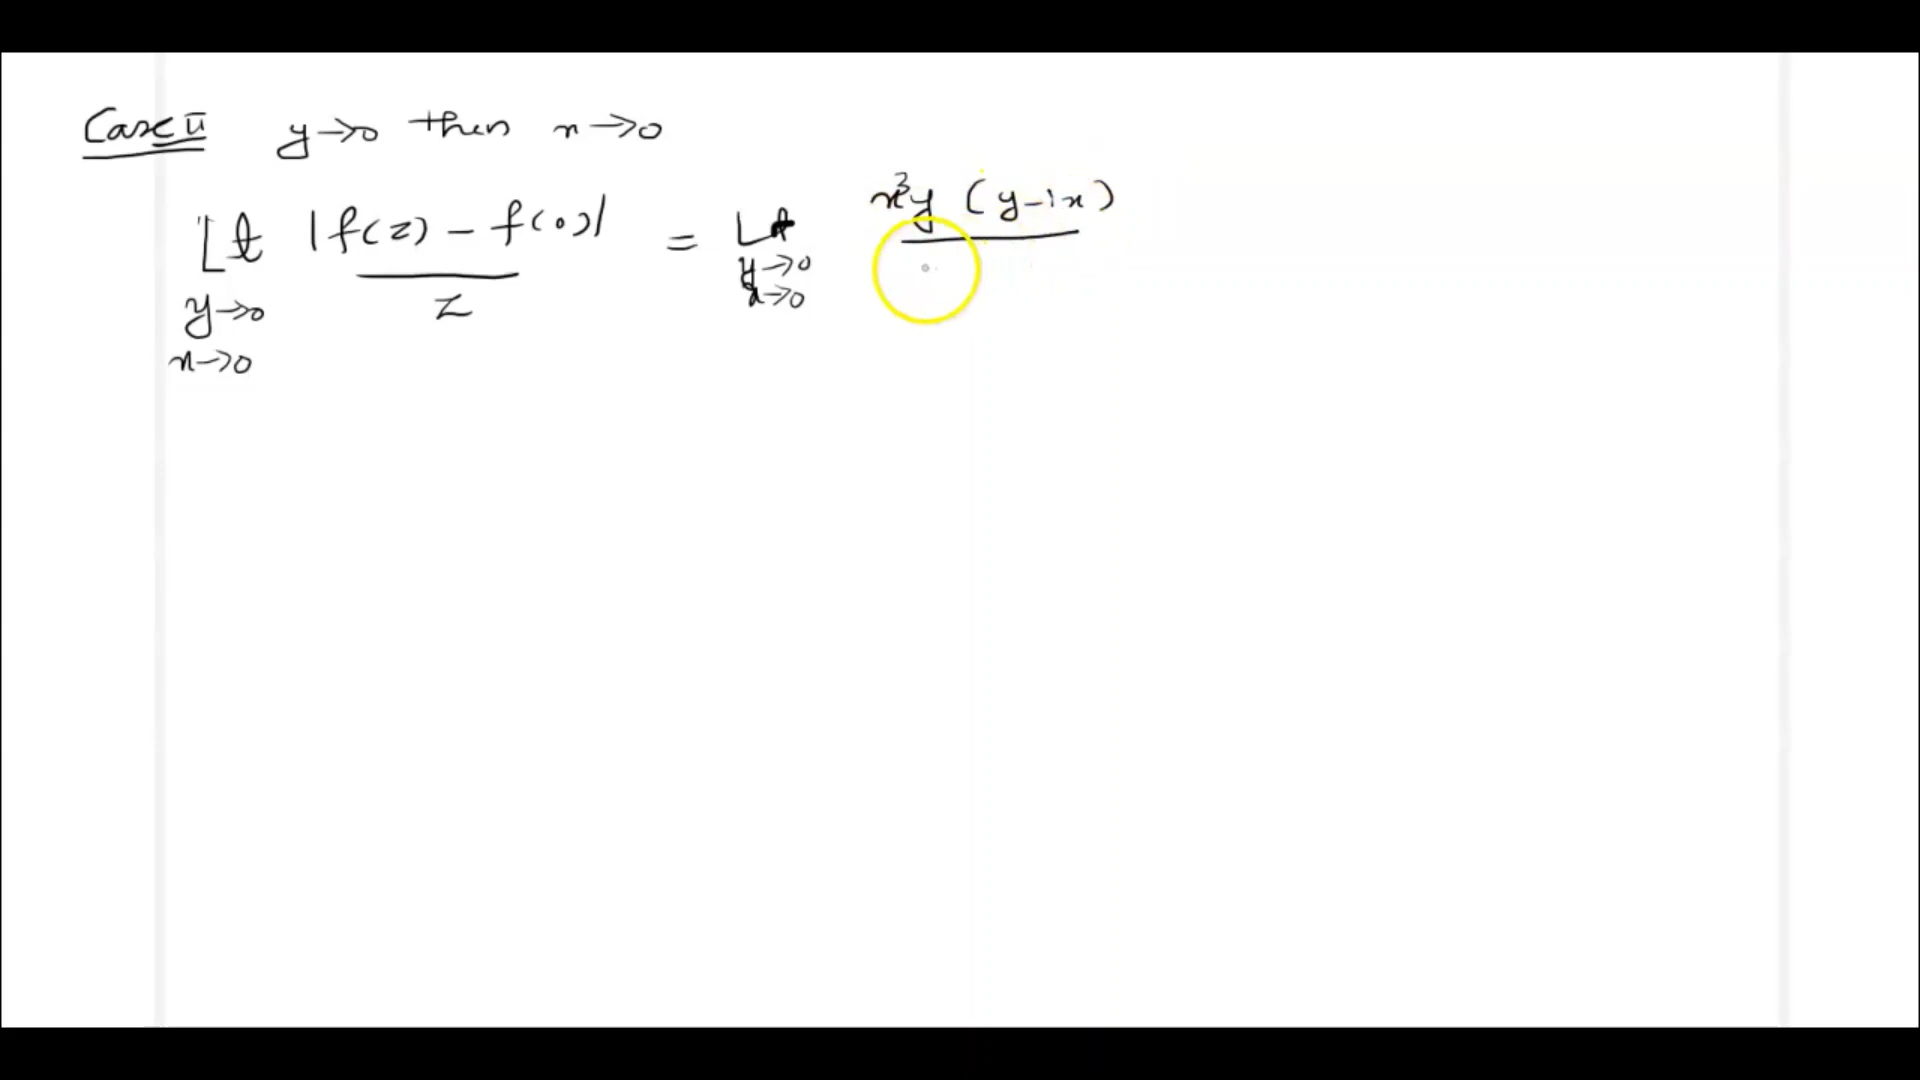 Case ii y→0 then x→0
Lt |f(z) - f(0)| / z = Lt x³y (y-ix)
y→0 y→0
x→0 x→0